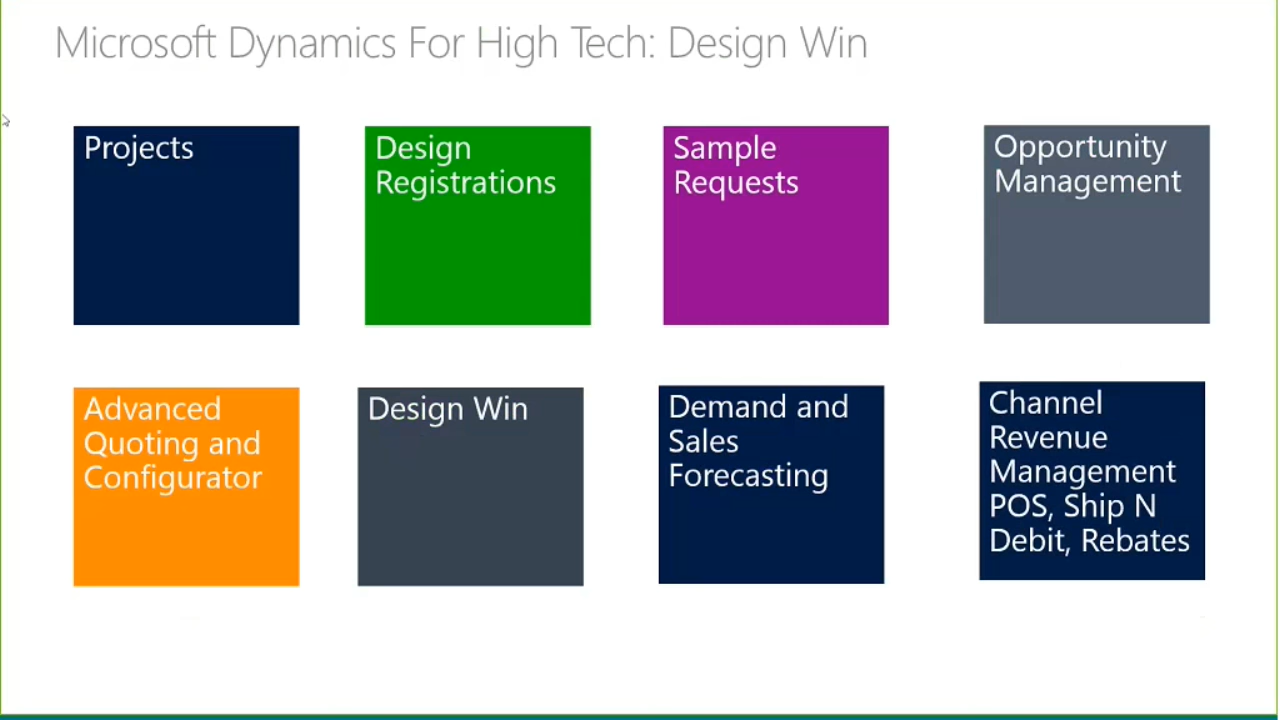 Microsoft Dynamics For High Tech: Design Win
Projects
Design
Registrations
Sample
Requests
Opportunity
Management
Advanced
Quoting and
Configurator
Design Win
Demand and
Sales
Forecasting
Channel
Revenue
Management
POS, Ship N
Debit, Rebates